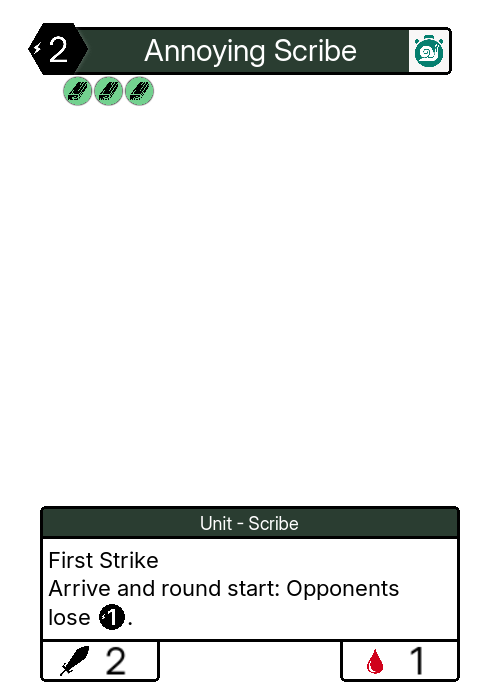 2
Annoying Scribe
Unit - Scribe
First Strike
Arrive and round start: Opponents
lose 1.
2
1